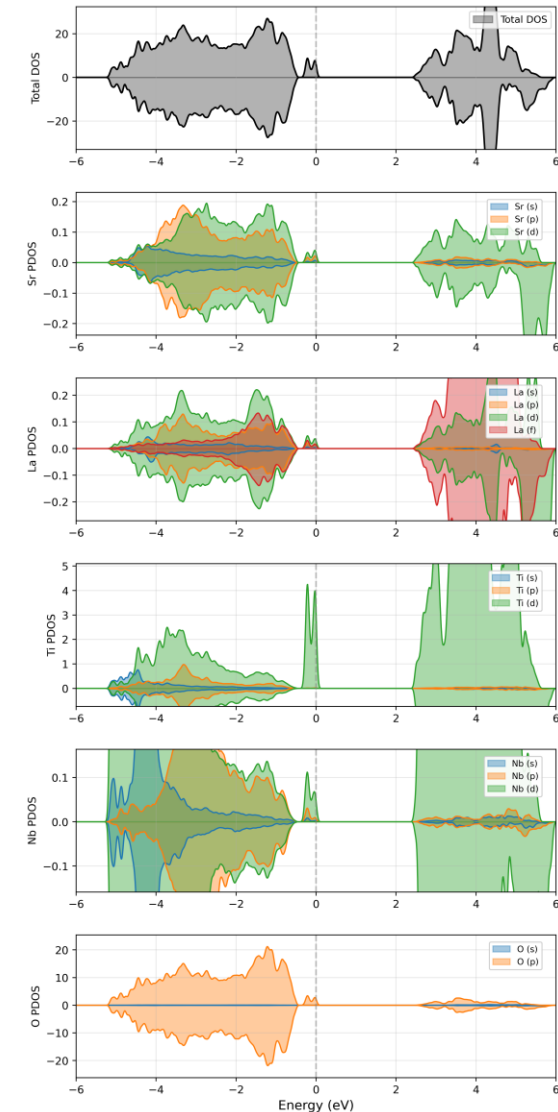 Total DOS
20
0
−20
Total DOS
−6 −4 −2 0 2 4 6
Sr PDOS
0.2
0.1
0.0
−0.1
−0.2
Sr (s)
Sr (p)
Sr (d)
−6 −4 −2 0 2 4 6
La PDOS
0.2
0.1
0.0
−0.1
−0.2
La (s)
La (p)
La (d)
La (f)
−6 −4 −2 0 2 4 6
Ti PDOS
5
4
3
2
1
0
Ti (s)
Ti (p)
Ti (d)
−6 −4 −2 0 2 4 6
Nb PDOS
0.1
0.0
−0.1
Nb (s)
Nb (p)
Nb (d)
−6 −4 −2 0 2 4 6
O PDOS
20
10
0
−10
−20
O (s)
O (p)
−6 −4 −2 0 2 4 6
Energy (eV)